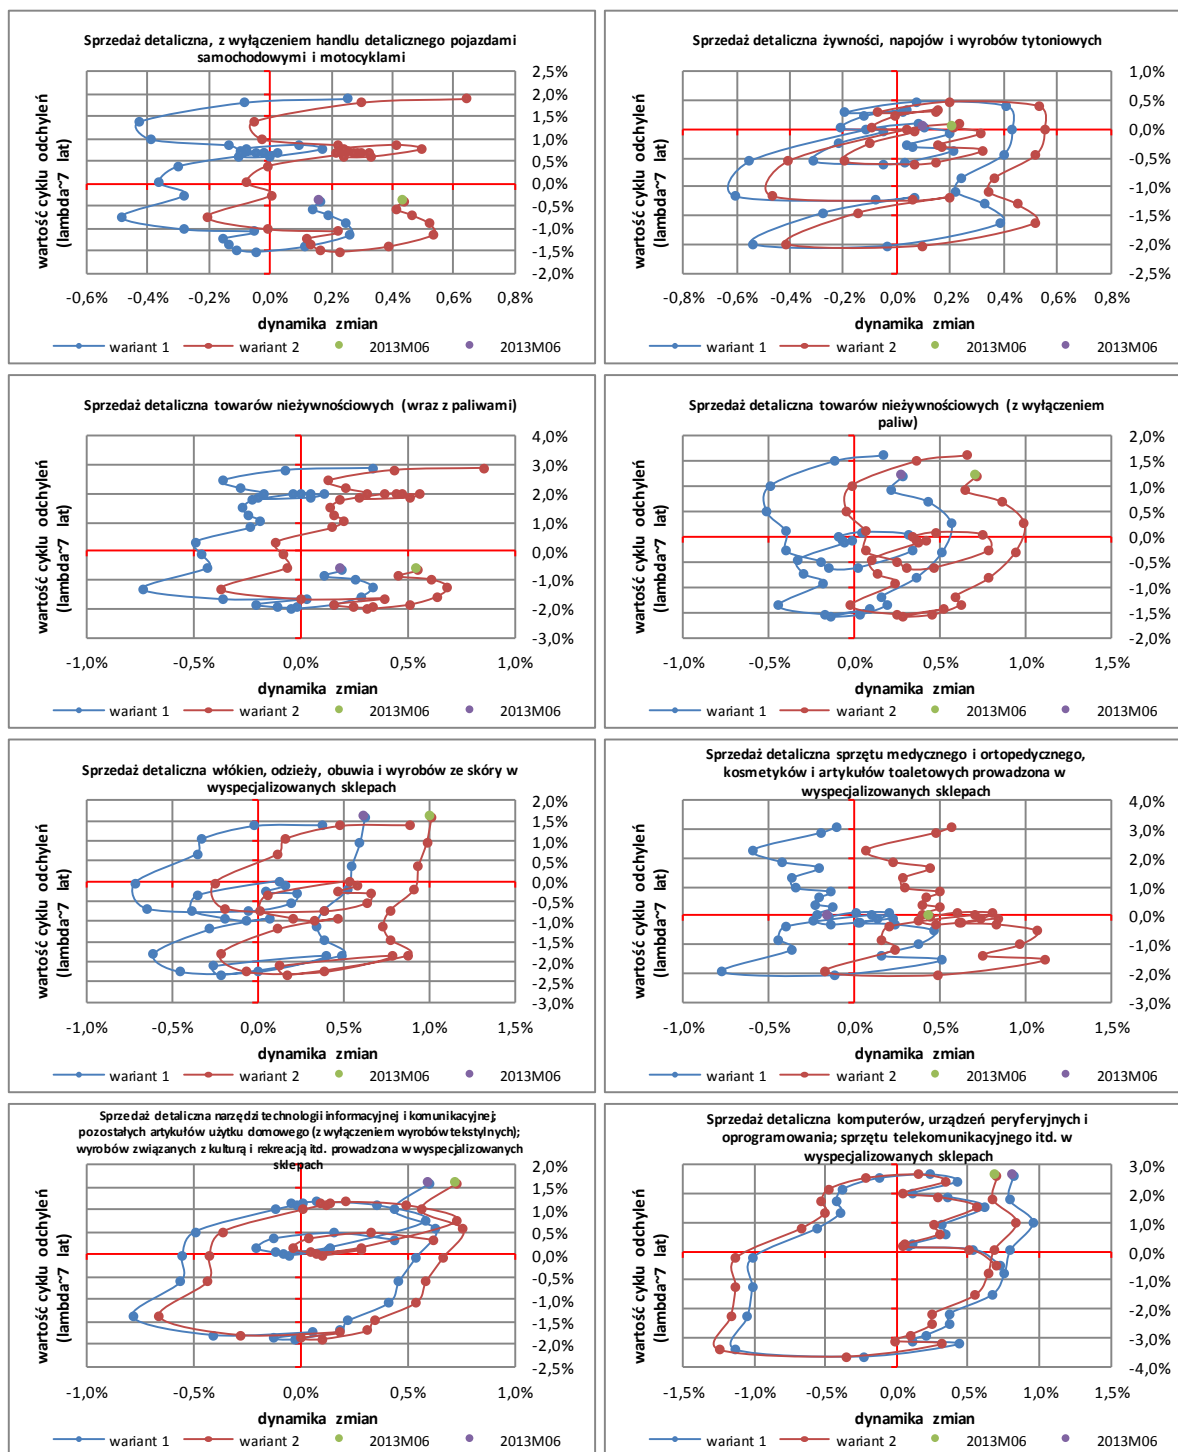 Sprzedaż detaliczna, z wyłączeniem handlu detalicznego pojazdami
samochodowymi i motocyklami
2,5%
2,0%
1,5%
1,0%
0,5%
0,0%
-0,5%
-1,0%
-1,5%
-2,0%
wartość cyklu odchyleń
(lambda~7 lat)
-0,6% -0,4% -0,2% 0,0% 0,2% 0,4% 0,6% 0,8%
dynamika zmian
wariant 1 wariant 2 2013M06 2013M06
Sprzedaż detaliczna żywności, napojów i wyrobów tytoniowych
1,0%
0,5%
0,0%
-0,5%
-1,0%
-1,5%
-2,0%
-2,5%
wartość cyklu odchyleń
(lambda~7 lat)
-0,8% -0,6% -0,4% -0,2% 0,0% 0,2% 0,4% 0,6% 0,8%
dynamika zmian
wariant 1 wariant 2 2013M06 2013M06
Sprzedaż detaliczna towarów nieżywnościowych (wraz z paliwami)
4,0%
3,0%
2,0%
1,0%
0,0%
-1,0%
-2,0%
-3,0%
wartość cyklu odchyleń
(lambda~7 lat)
-1,0% -0,5% 0,0% 0,5% 1,0%
dynamika zmian
wariant 1 wariant 2 2013M06 2013M06
Sprzedaż detaliczna towarów nieżywnościowych (z wyłączeniem
paliw)
2,0%
1,5%
1,0%
0,5%
0,0%
-0,5%
-1,0%
-1,5%
-2,0%
wartość cyklu odchyleń
(lambda~7 lat)
-1,0% -0,5% 0,0% 0,5% 1,0% 1,5%
dynamika zmian
wariant 1 wariant 2 2013M06 2013M06
Sprzedaż detaliczna włókien, odzieży, obuwia i wyrobów ze skóry w
wyspecjalizowanych sklepach
2,0%
1,5%
1,0%
0,5%
0,0%
-0,5%
-1,0%
-1,5%
-2,0%
-2,5%
-3,0%
wartość cyklu odchyleń
(lambda~7 lat)
-1,0% -0,5% 0,0% 0,5% 1,0% 1,5%
dynamika zmian
wariant 1 wariant 2 2013M06 2013M06
Sprzedaż detaliczna sprzętu medycznego i ortopedycznego,
kosmetyków i artykułów toaletowych prowadzona w
wyspecjalizowanych sklepach
4,0%
3,0%
2,0%
1,0%
0,0%
-1,0%
-2,0%
-3,0%
wartość cyklu odchyleń
(lambda~7 lat)
-1,0% -0,5% 0,0% 0,5% 1,0% 1,5%
dynamika zmian
wariant 1 wariant 2 2013M06 2013M06
Sprzedaż detaliczna narzędzi technologii informacyjnej i komunikacyjnej;
pozostałych artykułów użytku domowego (z wyłączeniem wyrobów tekstylnych);
wyrobów związanych z kulturą i rekreacją itd. prowadzona w wyspecjalizowanych
sklepach
2,0%
1,5%
1,0%
0,5%
0,0%
-0,5%
-1,0%
-1,5%
-2,0%
-2,5%
wartość cyklu odchyleń
(lambda~7 lat)
-1,0% -0,5% 0,0% 0,5% 1,0%
dynamika zmian
wariant 1 wariant 2 2013M06 2013M06
Sprzedaż detaliczna komputerów, urządzeń peryferyjnych i
oprogramowania; sprzętu telekomunikacyjnego itd. w
wyspecjalizowanych sklepach
3,0%
2,0%
1,0%
0,0%
-1,0%
-2,0%
-3,0%
-4,0%
wartość cyklu odchyleń
(lambda~7 lat)
-1,5% -1,0% -0,5% 0,0% 0,5% 1,0% 1,5%
dynamika zmian
wariant 1 wariant 2 2013M06 2013M06